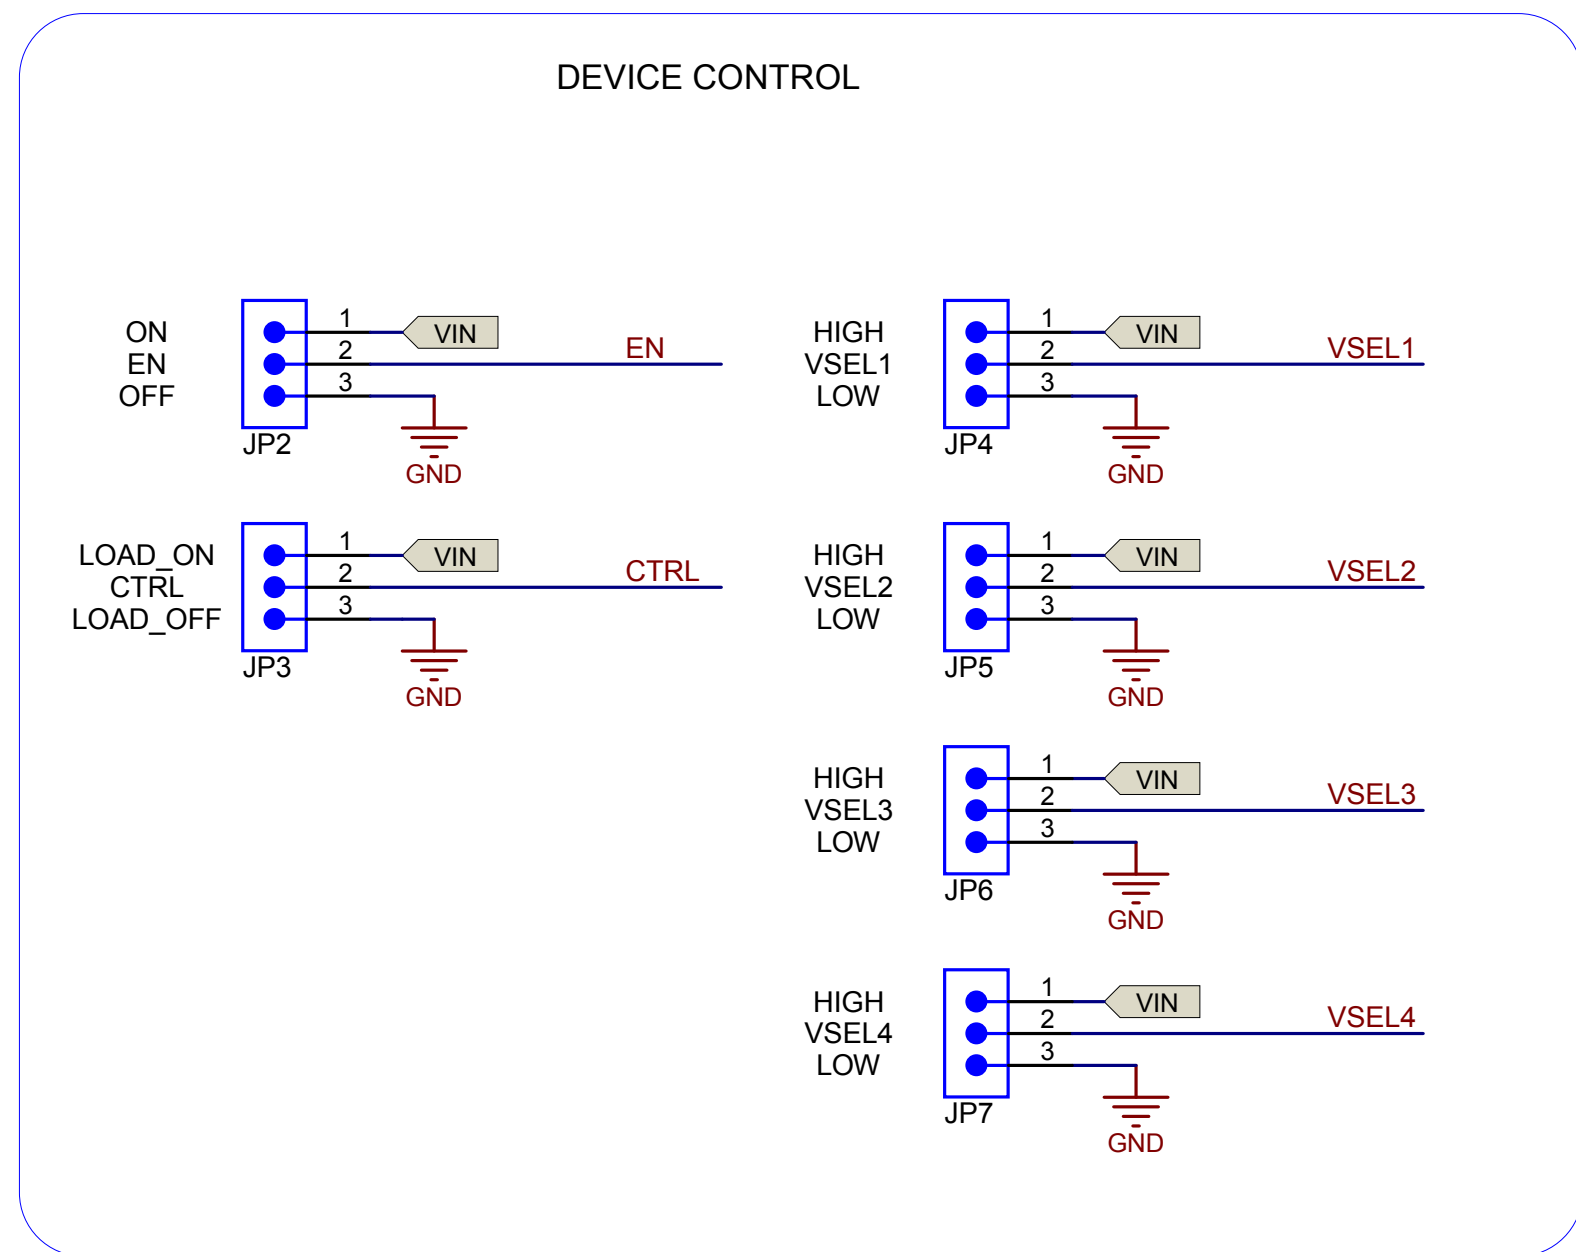 DEVICE CONTROL
ON
EN
OFF
1
2
3
VIN
EN
JP2
GND
LOAD_ON
CTRL
LOAD_OFF
1
2
3
VIN
CTRL
JP3
GND
HIGH
VSEL1
LOW
1
2
3
VIN
VSEL1
JP4
GND
HIGH
VSEL2
LOW
1
2
3
VIN
VSEL2
JP5
GND
HIGH
VSEL3
LOW
1
2
3
VIN
VSEL3
JP6
GND
HIGH
VSEL4
LOW
1
2
3
VIN
VSEL4
JP7
GND